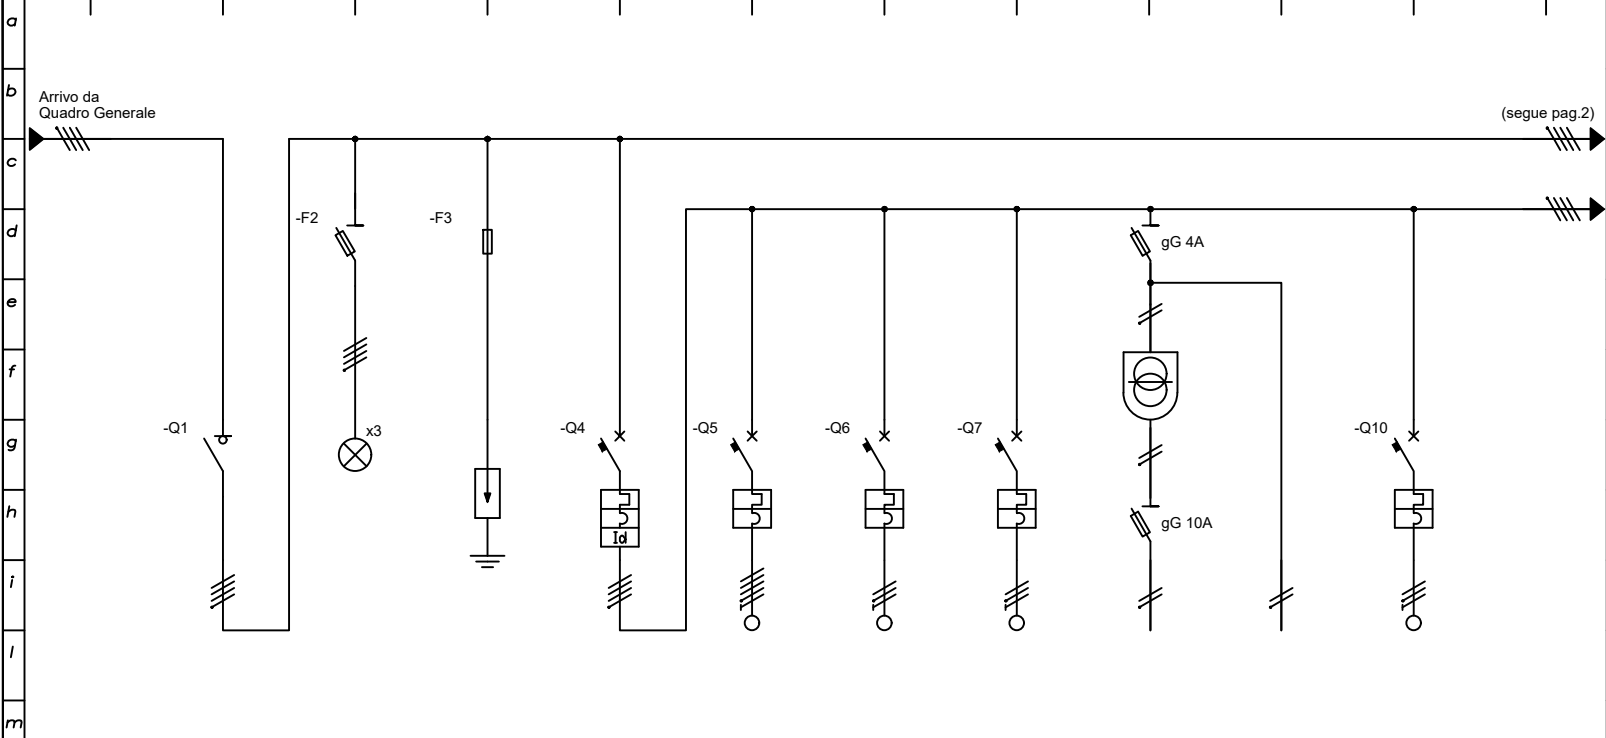 a
b
Arrivo da
Quadro Generale
(segue pag.2)
c
-F2
-F3
d
gG 4A
e
f
-Q1
x3
-Q4
-Q5
-Q6
-Q7
-Q10
g
h
gG 10A
Id
i
l
m